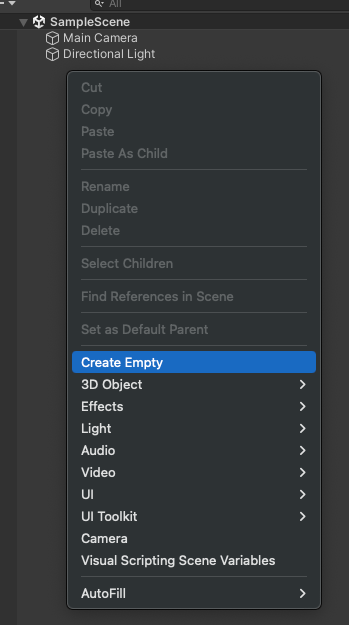 All
SampleScene
Main Camera
Directional Light
Cut
Copy
Paste
Paste As Child
Rename
Duplicate
Delete
Select Children
Find References in Scene
Set as Default Parent
Create Empty
3D Object
Effects
Light
Audio
Video
UI
UI Toolkit
Camera
Visual Scripting Scene Variables
AutoFill